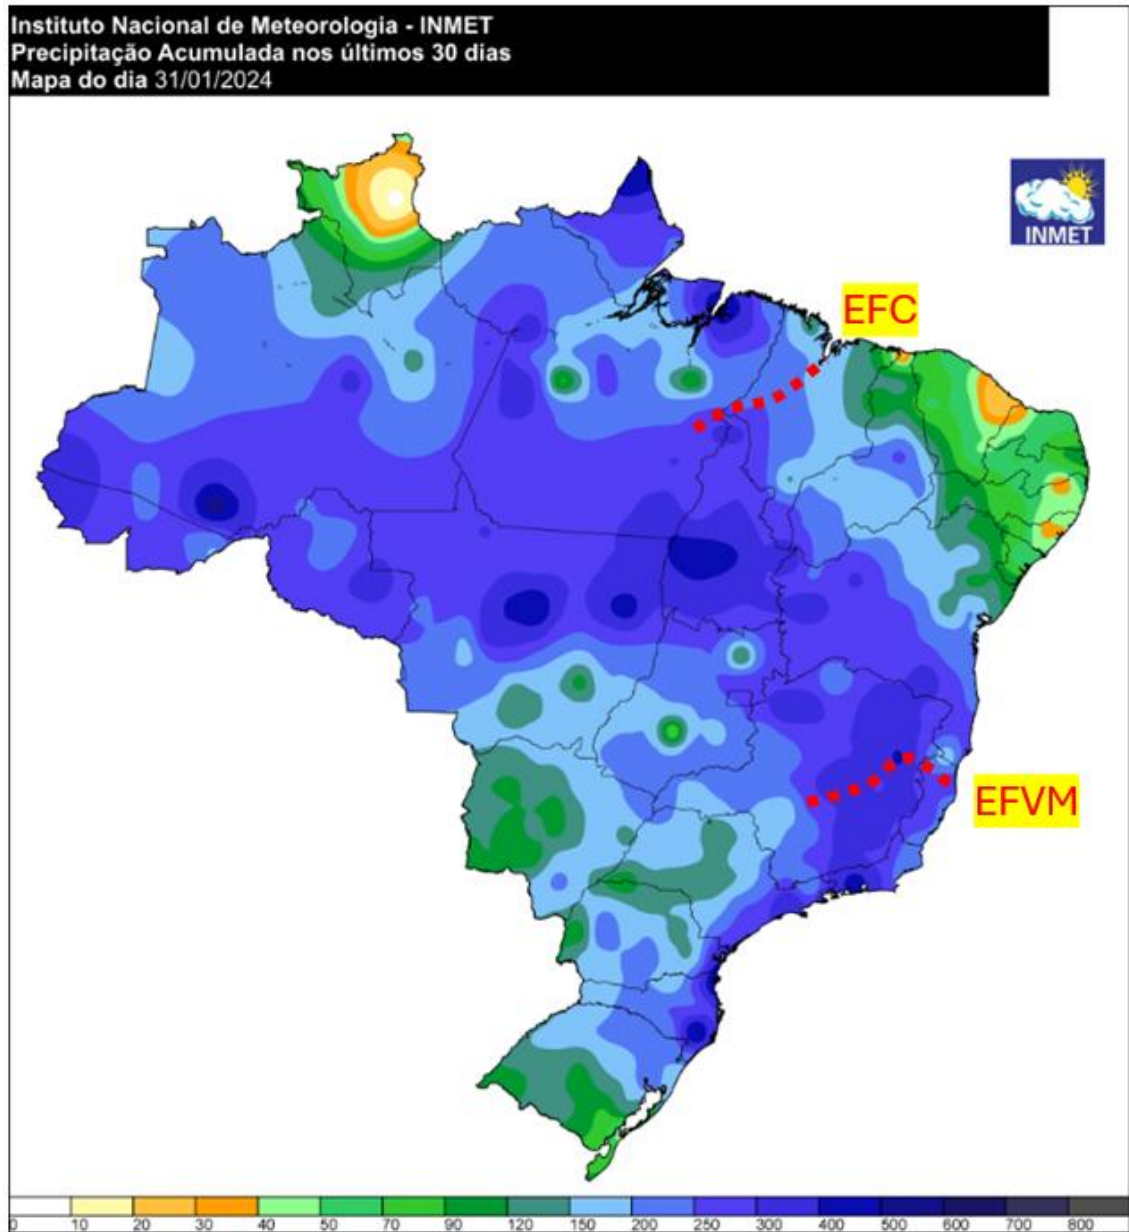 Instituto Nacional de Meteorologia - INMET
Precipitação Acumulada nos últimos 30 dias
Mapa do dia 31/01/2024
INMET
EFC
EFVM
0 10 20 30 40 50 70 90 120 150 200 250 300 400 500 600 700 800